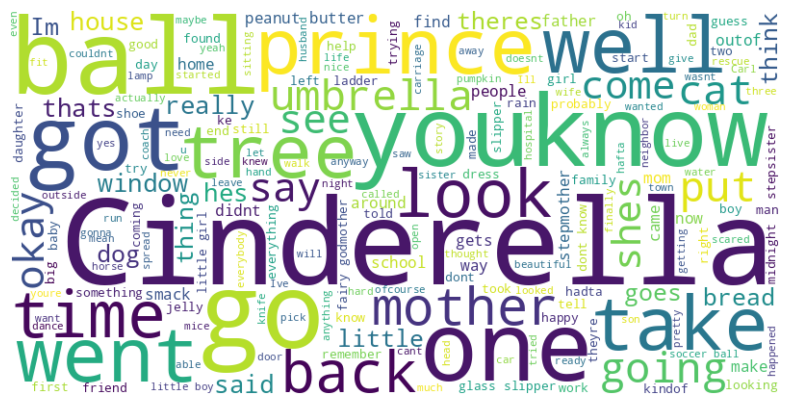 even
maybe
fit
yeah
oh
kid
turn
Im
house
peanut butter
theres
father
guess
good
found
day
home
lamp
started
sitting
husband
help
life
nice
trying
find
outof
two
dad
rescue
ball
prince
well
think
carriage
away
doesnt
start
give
left
ladder
umbrella
people
come
cat
pumpkin
Ill
girl
wife
wasnt
Carl
three
actually
thats
really
shoe
ke
end
still
see
rain
probably
wanted
woman
daughter
yes
got
tree
youknow
slipper
hospital
made
always
live
hafta
neighbor
coach
need
let
u
love
try
hand
story
side
knew
walk
anyway
saw
window
hes
say
look
sister
dress
family
mom
town
water
put
stepsister
never
leave
night
called
stepmother
shes
okay
outside
thing
didnt
around
told
boy
man
now
came
dog
Cinderella
big
baby
run
gonna
mean
coming
spread
little girl
everybody
everything
fairy godmother
will
open
gets
school
way
thought
beautiful
dont know
finally
getting
right
scared
midnight
decided
youre
horse
something
smack
Ive
ofcourse
dont
took
looked
hadta
goes
bread
time
go
mother
one
take
want
dance
jelly
mice
knife
anything
hard
know
tell
son
pretty
happened
went
able
door
pick
remember
little
cant
happy
car
tried
head
ready
theyre
soccer ball
back
going
make
first
friend
little boy
said
much
glass slipper
work
kindof
looking